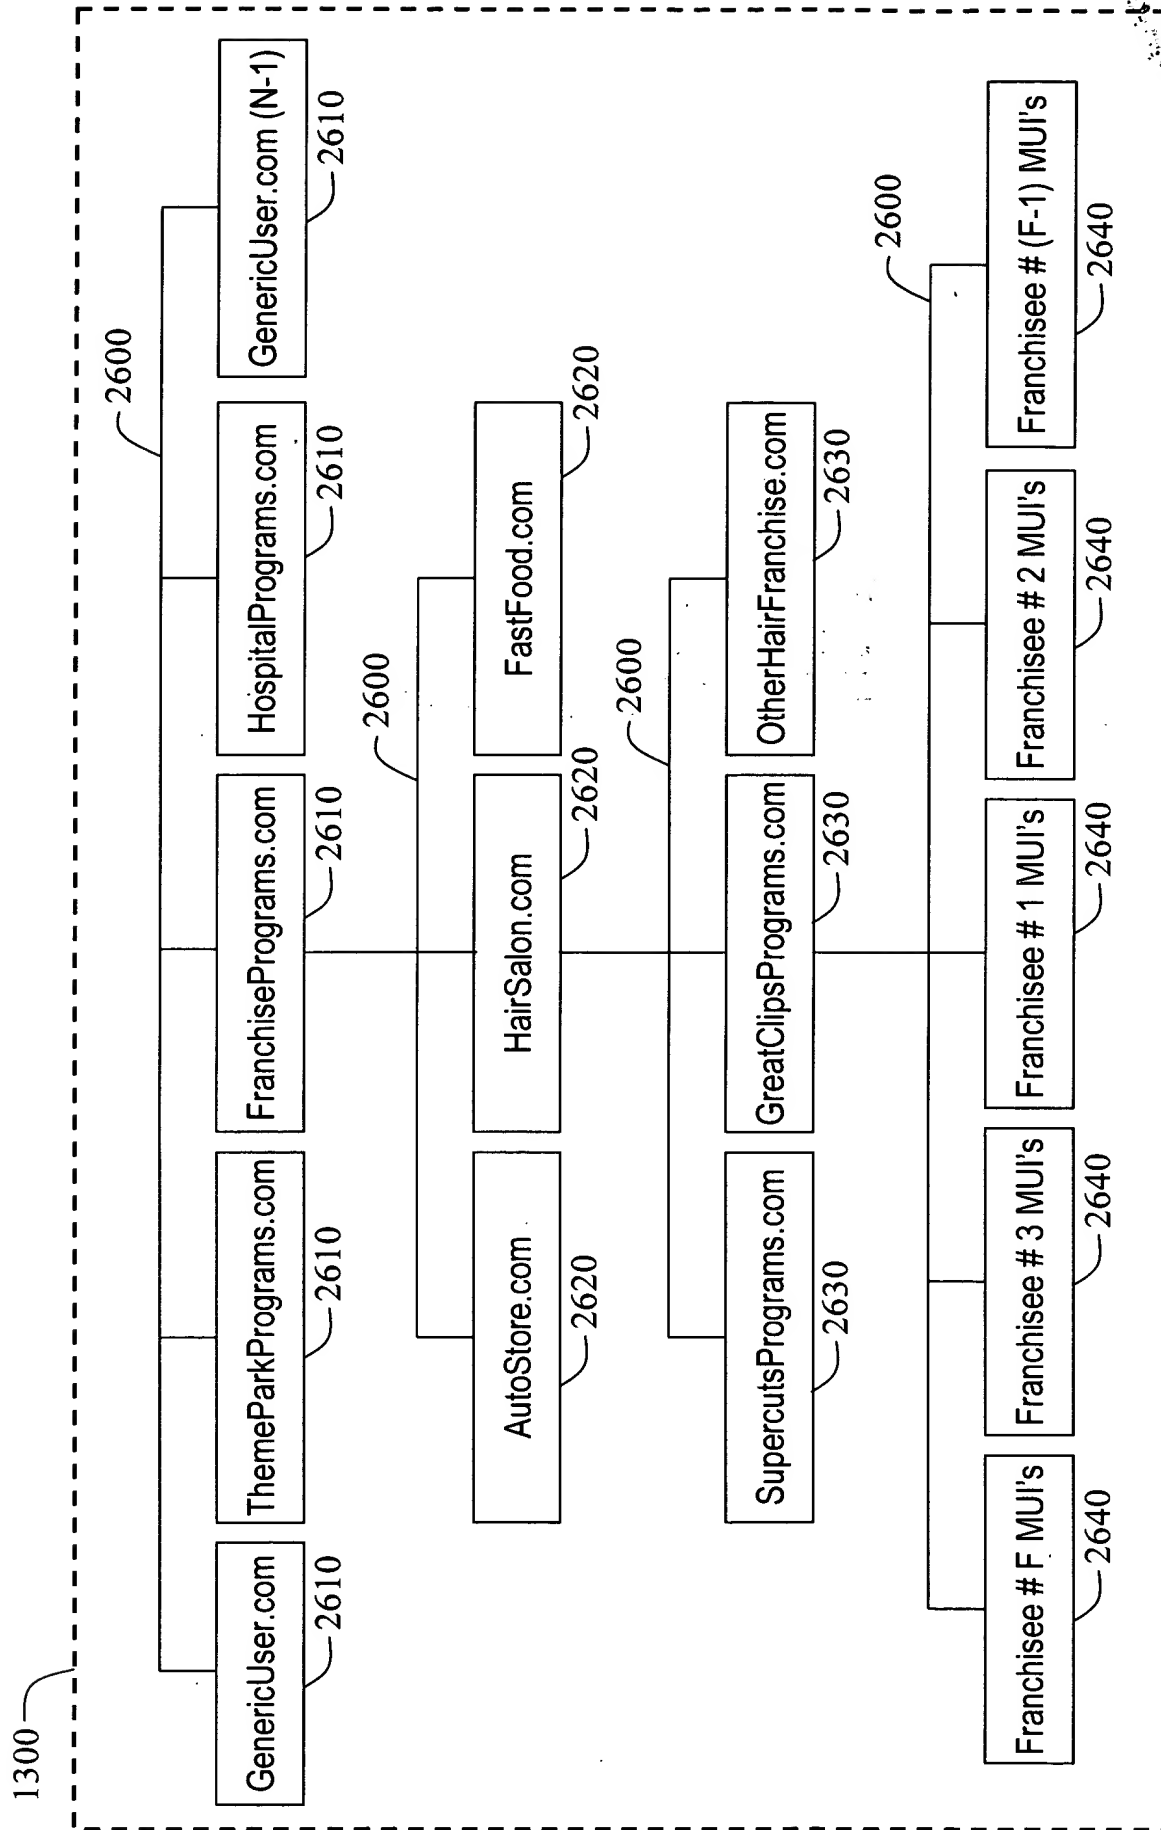 1300
2600
GenericUser.com
2610
ThemeParkPrograms.com
2610
FranchisePrograms.com
2610
HospitalPrograms.com
2610
GenericUser.com (N-1)
2610
2600
AutoStore.com
2620
HairSalon.com
2620
FastFood.com
2620
2600
SupercutsPrograms.com
2630
GreatClipsPrograms.com
2630
OtherHairFranchise.com
2630
2600
Franchisee # F MUI's
2640
Franchisee # 3 MUI's
2640
Franchisee # 1 MUI's
2640
Franchisee # 2 MUI's
2640
Franchisee # (F-1) MUI's
2640